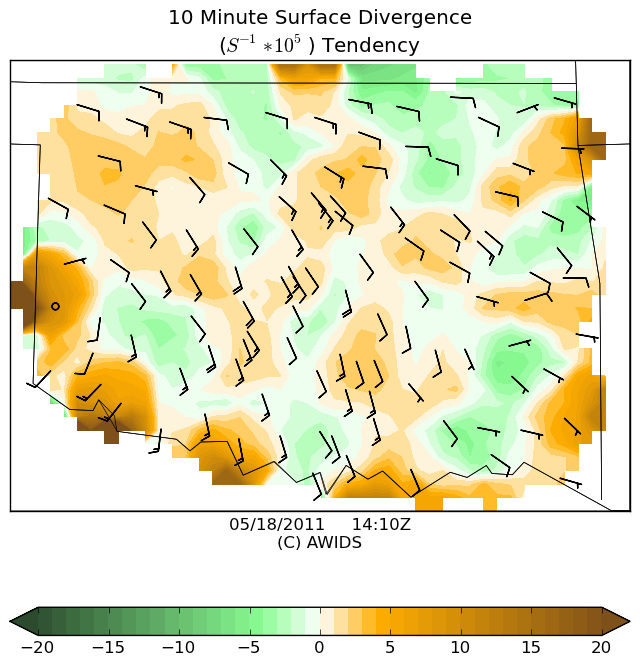 10 Minute Surface Divergence
(S⁻¹ *10⁵ ) Tendency
05/18/2011 14:10Z
(C) AWIDS
−20 −15 −10 −5 0 5 10 15 20